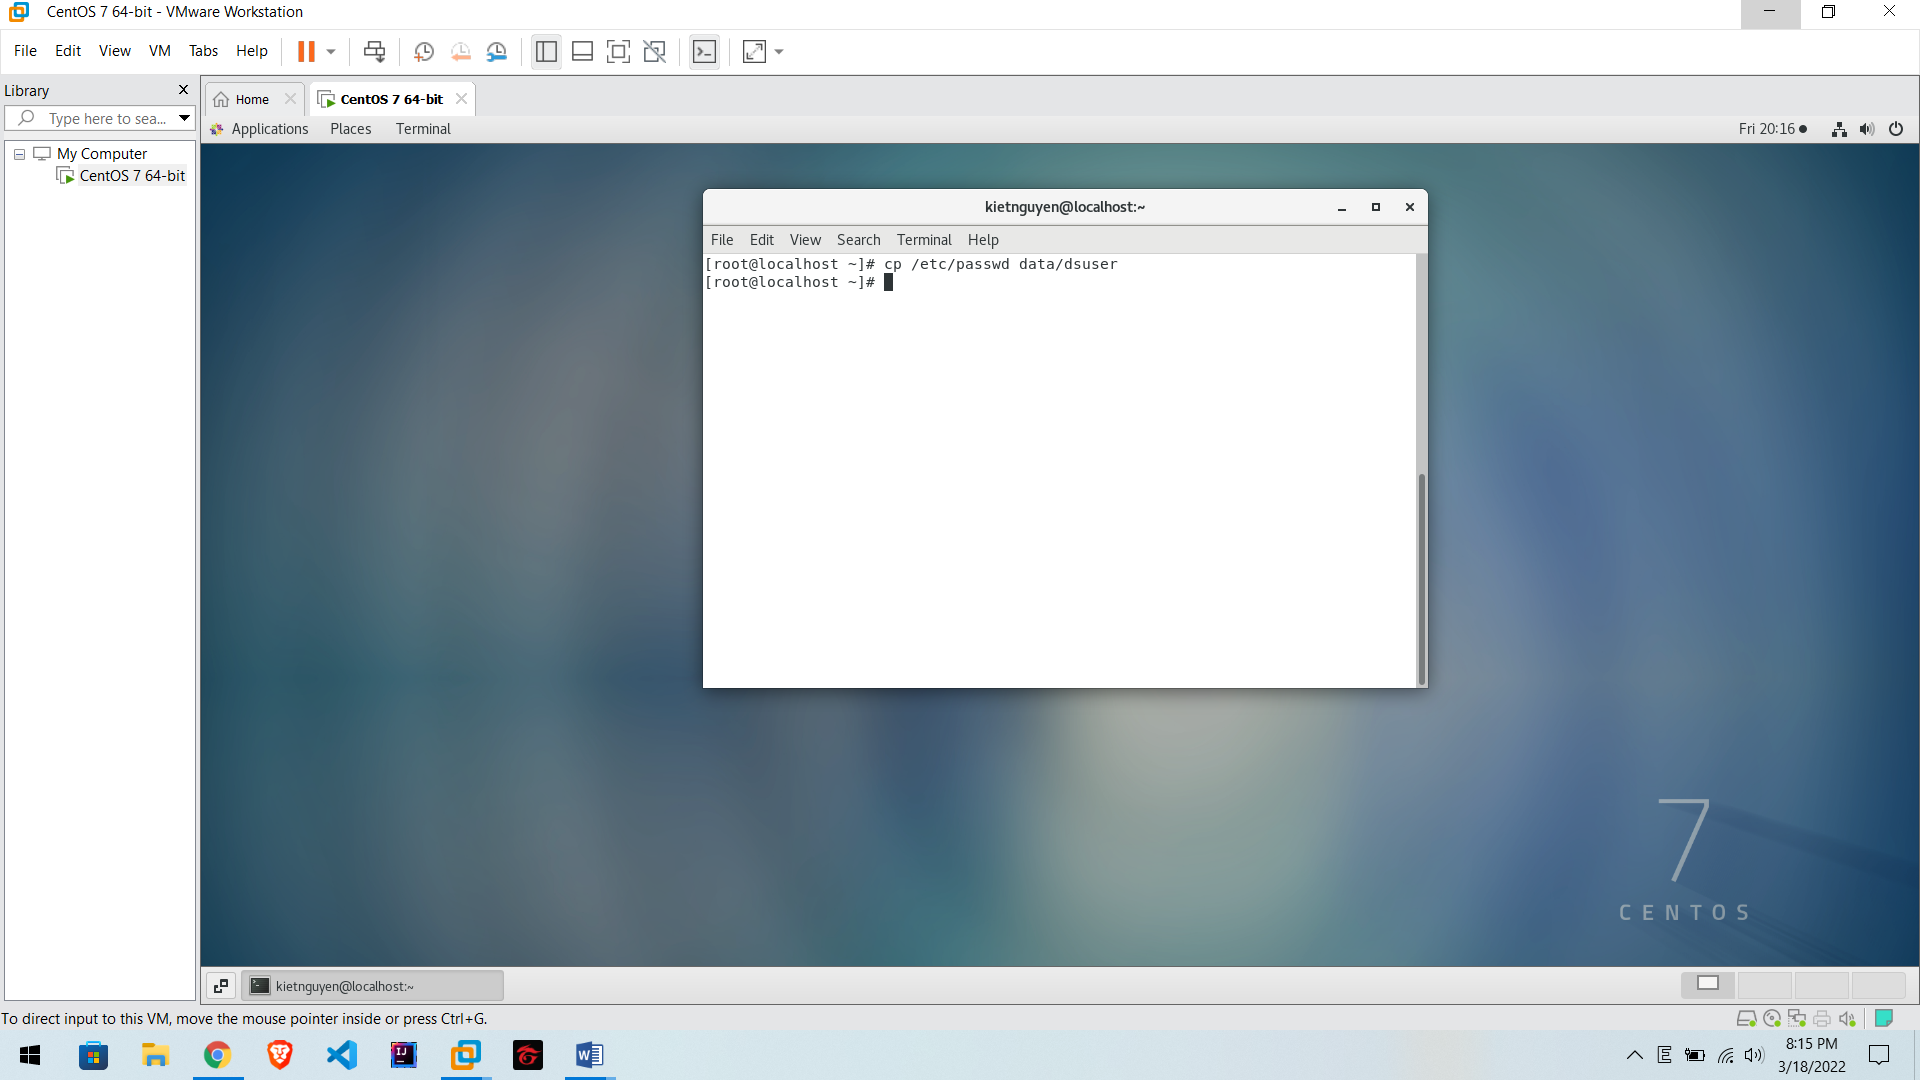 CentOS 7 64-bit - VMware Workstation
File Edit View VM Tabs Help
Library
Type here to sea...
Home
CentOS 7 64-bit
My Computer
CentOS 7 64-bit
Applications Places Terminal
Fri 20:16
kietnguyen@localhost:~
File Edit View Search Terminal Help
[root@localhost ~]# cp /etc/passwd data/dsuser
[root@localhost ~]#
7
CENTOS
kietnguyen@localhost:~
To direct input to this VM, move the mouse pointer inside or press Ctrl+G.
8:15 PM
3/18/2022